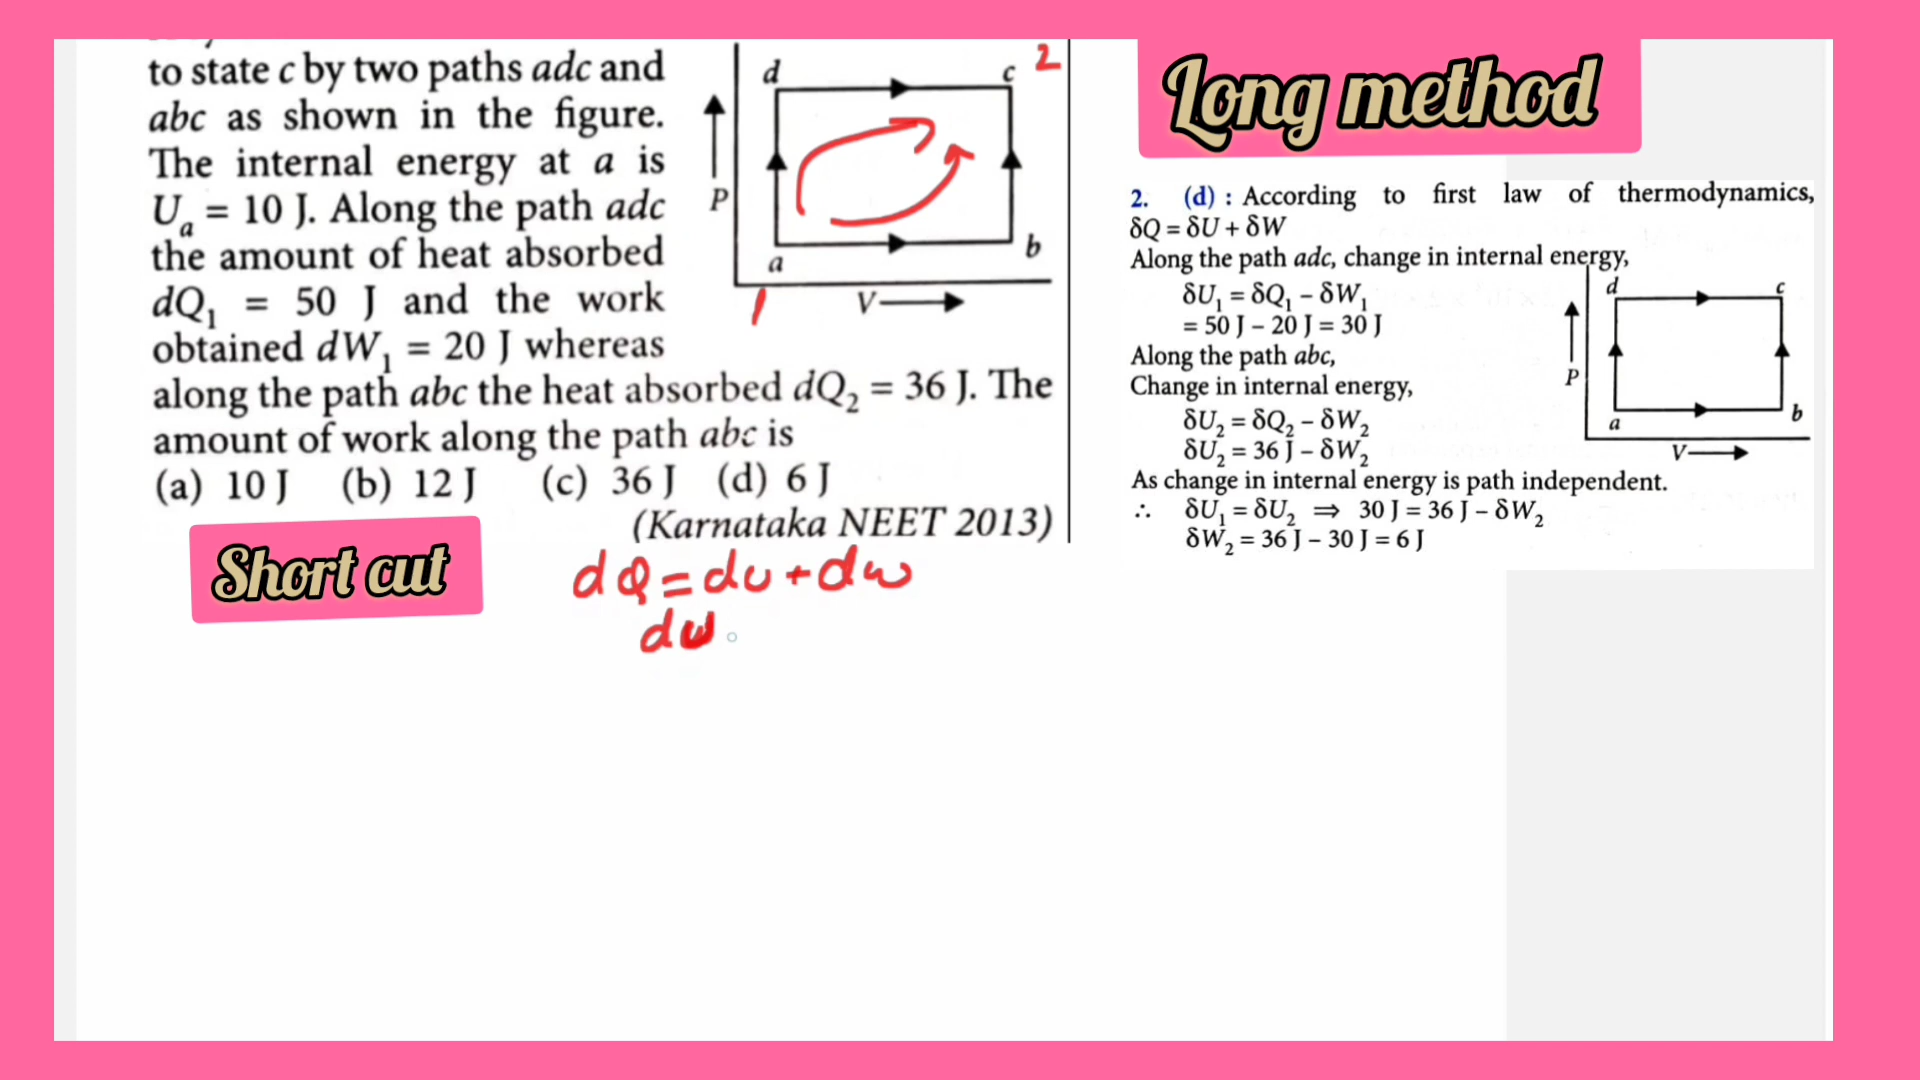 to state c by two paths adc and
abc as shown in the figure.
The internal energy at a is
Uₐ = 10 J. Along the path adc
the amount of heat absorbed
dQ₁ = 50 J and the work
obtained dW₁ = 20 J whereas
along the path abc the heat absorbed dQ₂ = 36 J. The
amount of work along the path abc is
(a) 10 J (b) 12 J (c) 36 J (d) 6 J
(Karnataka NEET 2013)
d c 2
P
a b
1 V
Short cut
dQ = du + dw
Long method
2. (d) : According to first law of thermodynamics,
δQ = δU + δW
Along the path adc, change in internal energy,
δU₁ = δQ₁ – δW₁
= 50 J – 20 J = 30 J
Along the path abc,
Change in internal energy,
δU₂ = δQ₂ – δW₂
δU₂ = 36 J – δW₂
d c
P
a b
V
As change in internal energy is path independent.
∴ δU₁ = δU₂ ⇒ 30 J = 36 J – δW₂
δW₂ = 36 J – 30 J = 6 J